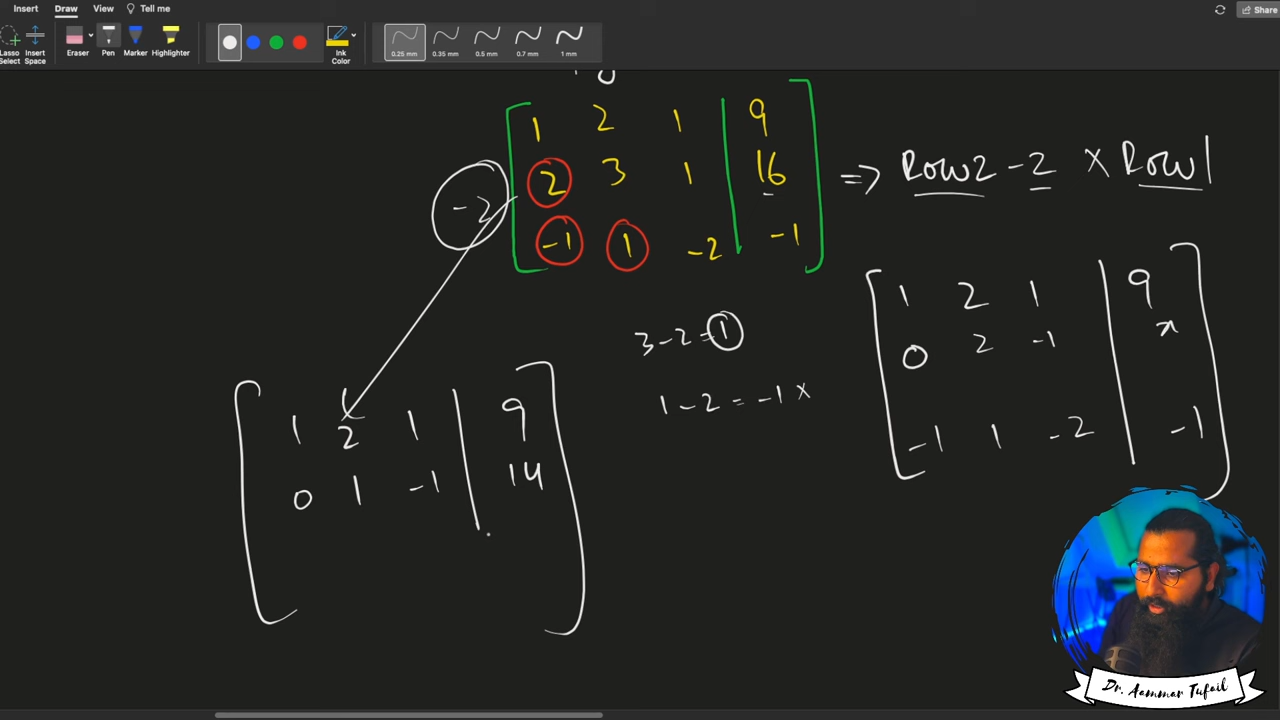 Insert Draw View Tell me
Share
Lasso Select
Insert Space
Eraser
Pen
Marker
Highlighter
Ink Color
0.25 mm
0.35 mm
0.5 mm
0.7 mm
1 mm
0
1 2 1 | 9
2 3 1 | 16
-1 1 -2 | -1
-2
=> Row2 - 2 x Row1
1 2 1 | 9
0 2 -1 | x
-1 1 -2 | -1
3-2=1
1-2=-1 x
1 2 1 | 9
0 1 -1 | 14
Dr. Aammar Tufail